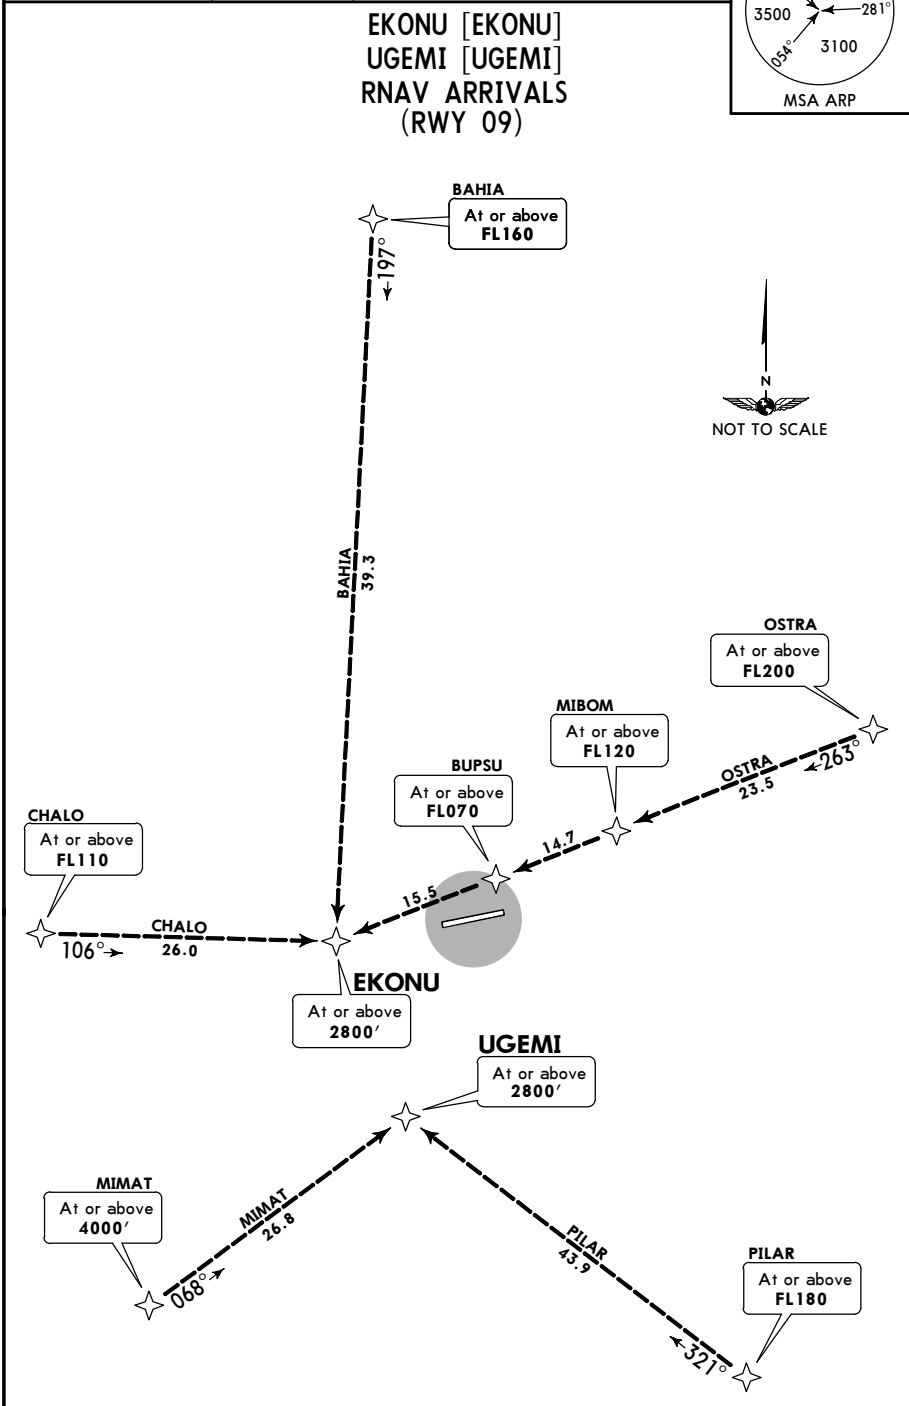 EKONU [EKONU]
UGEMI [UGEMI]
RNAV ARRIVALS
(RWY 09)
3500
281°
054°
3100
MSA ARP
BAHIA
At or above
FL160
197°
N
NOT TO SCALE
BAHIA
39.3
OSTRA
At or above
FL200
MIBOM
At or above
FL120
263°
OSTRA
23.5
BUPSU
At or above
FL070
14.7
15.5
CHALO
At or above
FL110
CHALO
26.0
106°
EKONU
At or above
2800'
UGEMI
At or above
2800'
MIMAT
At or above
4000'
MIMAT
26.8
068°
PILAR
43.9
PILAR
At or above
FL180
321°